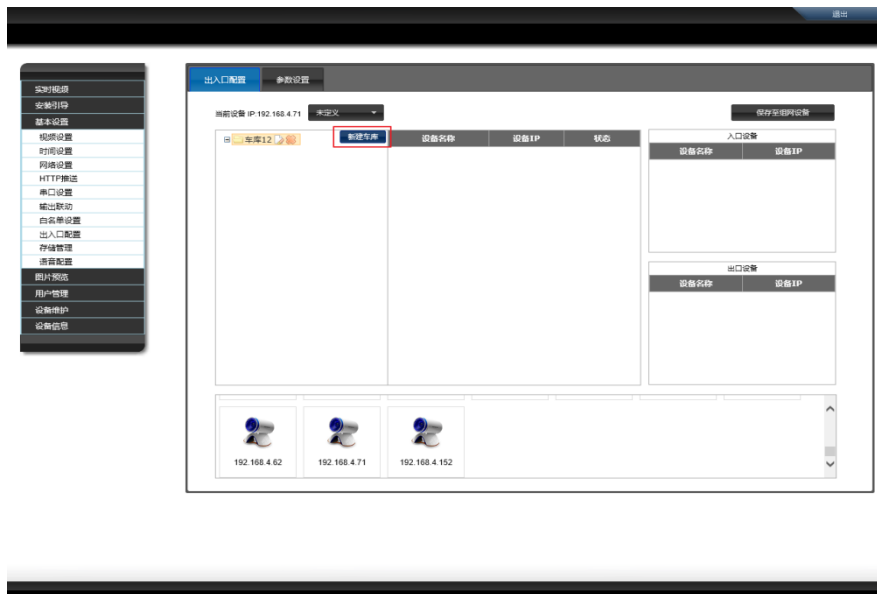 退出
实时视频
安装引导
基本设置
视频设置
时间设置
网络设置
HTTP推送
串口设置
输出联动
白名单设置
出入口配置
存储管理
语音配置
图片预览
用户管理
设备维护
设备信息
出入口配置 参数设置
当前设备 IP:192.168.4.71 未定义 保存至组网设备
车库12 新建车库 设备名称 设备IP 状态
入口设备
设备名称 设备IP
出口设备
设备名称 设备IP
192.168.4.62 192.168.4.71 192.168.4.152